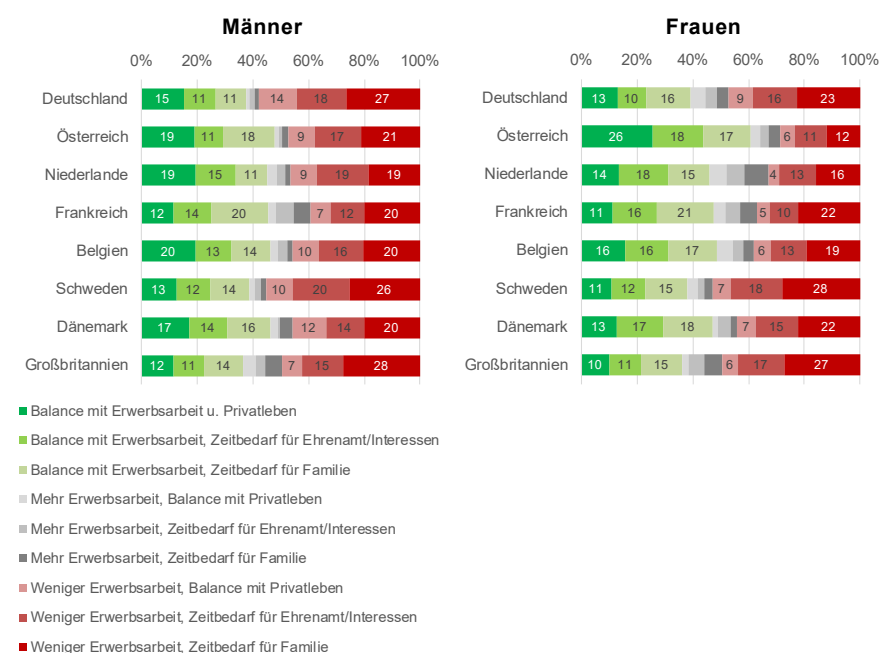 Männer
0% 20% 40% 60% 80% 100%
Deutschland 15 11 11 14 18 27
Österreich 19 11 18 9 17 21
Niederlande 19 15 11 9 19 19
Frankreich 12 14 20 7 12 20
Belgien 20 13 14 10 16 20
Schweden 13 12 14 10 20 26
Dänemark 17 14 16 12 14 20
Großbritannien 12 11 14 7 15 28
Frauen
0% 20% 40% 60% 80% 100%
Deutschland 13 10 16 9 16 23
Österreich 26 18 17 6 11 12
Niederlande 14 18 15 4 13 16
Frankreich 11 16 21 5 10 22
Belgien 16 16 17 6 13 19
Schweden 11 12 15 7 18 28
Dänemark 13 17 18 7 15 22
Großbritannien 10 11 15 6 17 27
Balance mit Erwerbsarbeit u. Privatleben
Balance mit Erwerbsarbeit, Zeitbedarf für Ehrenamt/Interessen
Balance mit Erwerbsarbeit, Zeitbedarf für Familie
Mehr Erwerbsarbeit, Balance mit Privatleben
Mehr Erwerbsarbeit, Zeitbedarf für Ehrenamt/Interessen
Mehr Erwerbsarbeit, Zeitbedarf für Familie
Weniger Erwerbsarbeit, Balance mit Privatleben
Weniger Erwerbsarbeit, Zeitbedarf für Ehrenamt/Interessen
Weniger Erwerbsarbeit, Zeitbedarf für Familie